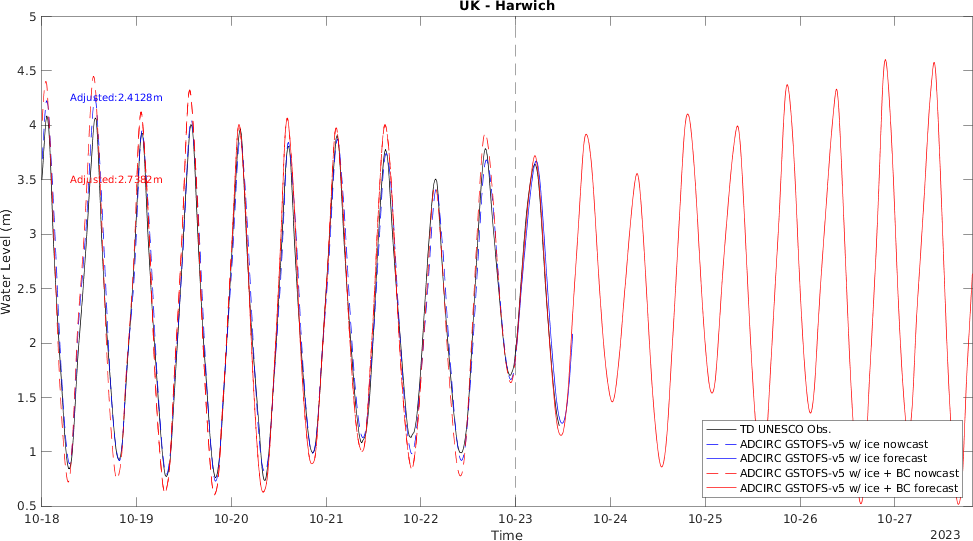 UK - Harwich
5
4.5
4
3.5
3
2.5
2
1.5
1
0.5
Water Level (m)
Adjusted:2.4128m
Adjusted:2.7382m
TD UNESCO Obs.
ADCIRC GSTOFS-v5 w/ ice nowcast
ADCIRC GSTOFS-v5 w/ ice forecast
ADCIRC GSTOFS-v5 w/ ice + BC nowcast
ADCIRC GSTOFS-v5 w/ ice + BC forecast
10-18 10-19 10-20 10-21 10-22 10-23 10-24 10-25 10-26 10-27
Time
2023